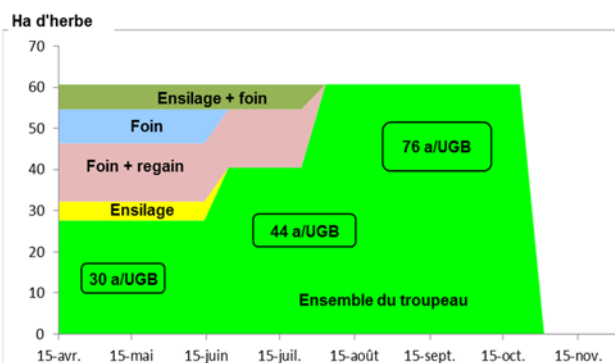 Ha d'herbe
70
60
50
40
30
20
10
0
Ensilage + foin
Foin
Foin + regain
Ensilage
76 a/UGB
44 a/UGB
30 a/UGB
Ensemble du troupeau
15-avr. 15-mai 15-juin 15-juil. 15-août 15-sept. 15-oct. 15-nov.